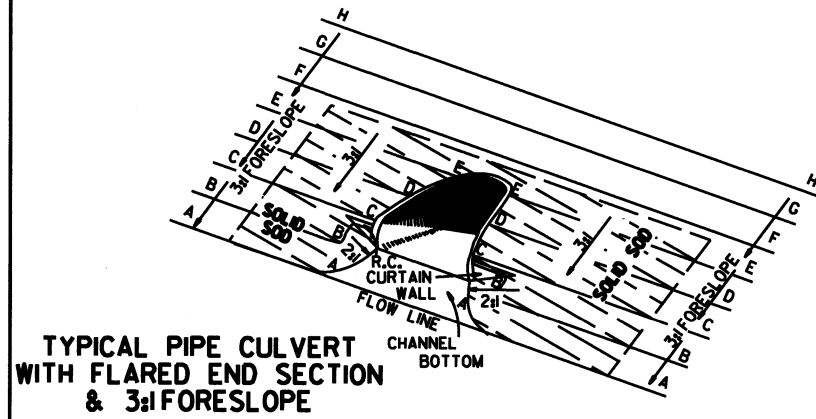 H
G
F
E
D
C
B
A
3:1 FORESLOPE
3:1
SOLID
SOD
E
E
D
D
C
C
B
B
A
A
2:1
2:1
R.C.
CURTAIN
WALL
FLOW LINE
CHANNEL
BOTTOM
3:1
SOLID SOD
H
G
F
E
D
C
B
A
3:1 FORESLOPE
TYPICAL PIPE CULVERT
WITH FLARED END SECTION
& 3:1 FORESLOPE